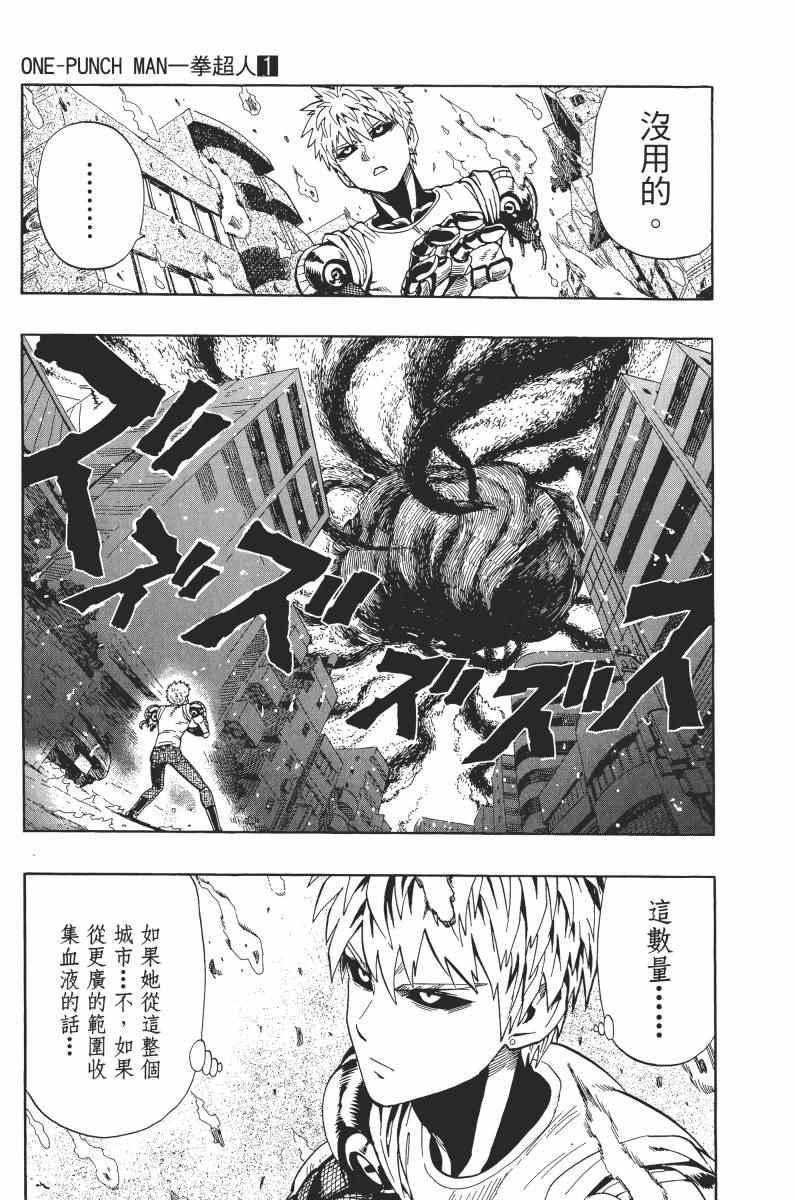 ONE-PUNCH MAN一拳超人1
沒用的。
………
ズズズズズズ
這數量……
如果她從這整個
城市…不，如果
從更廣的範圍收
集血液的話…